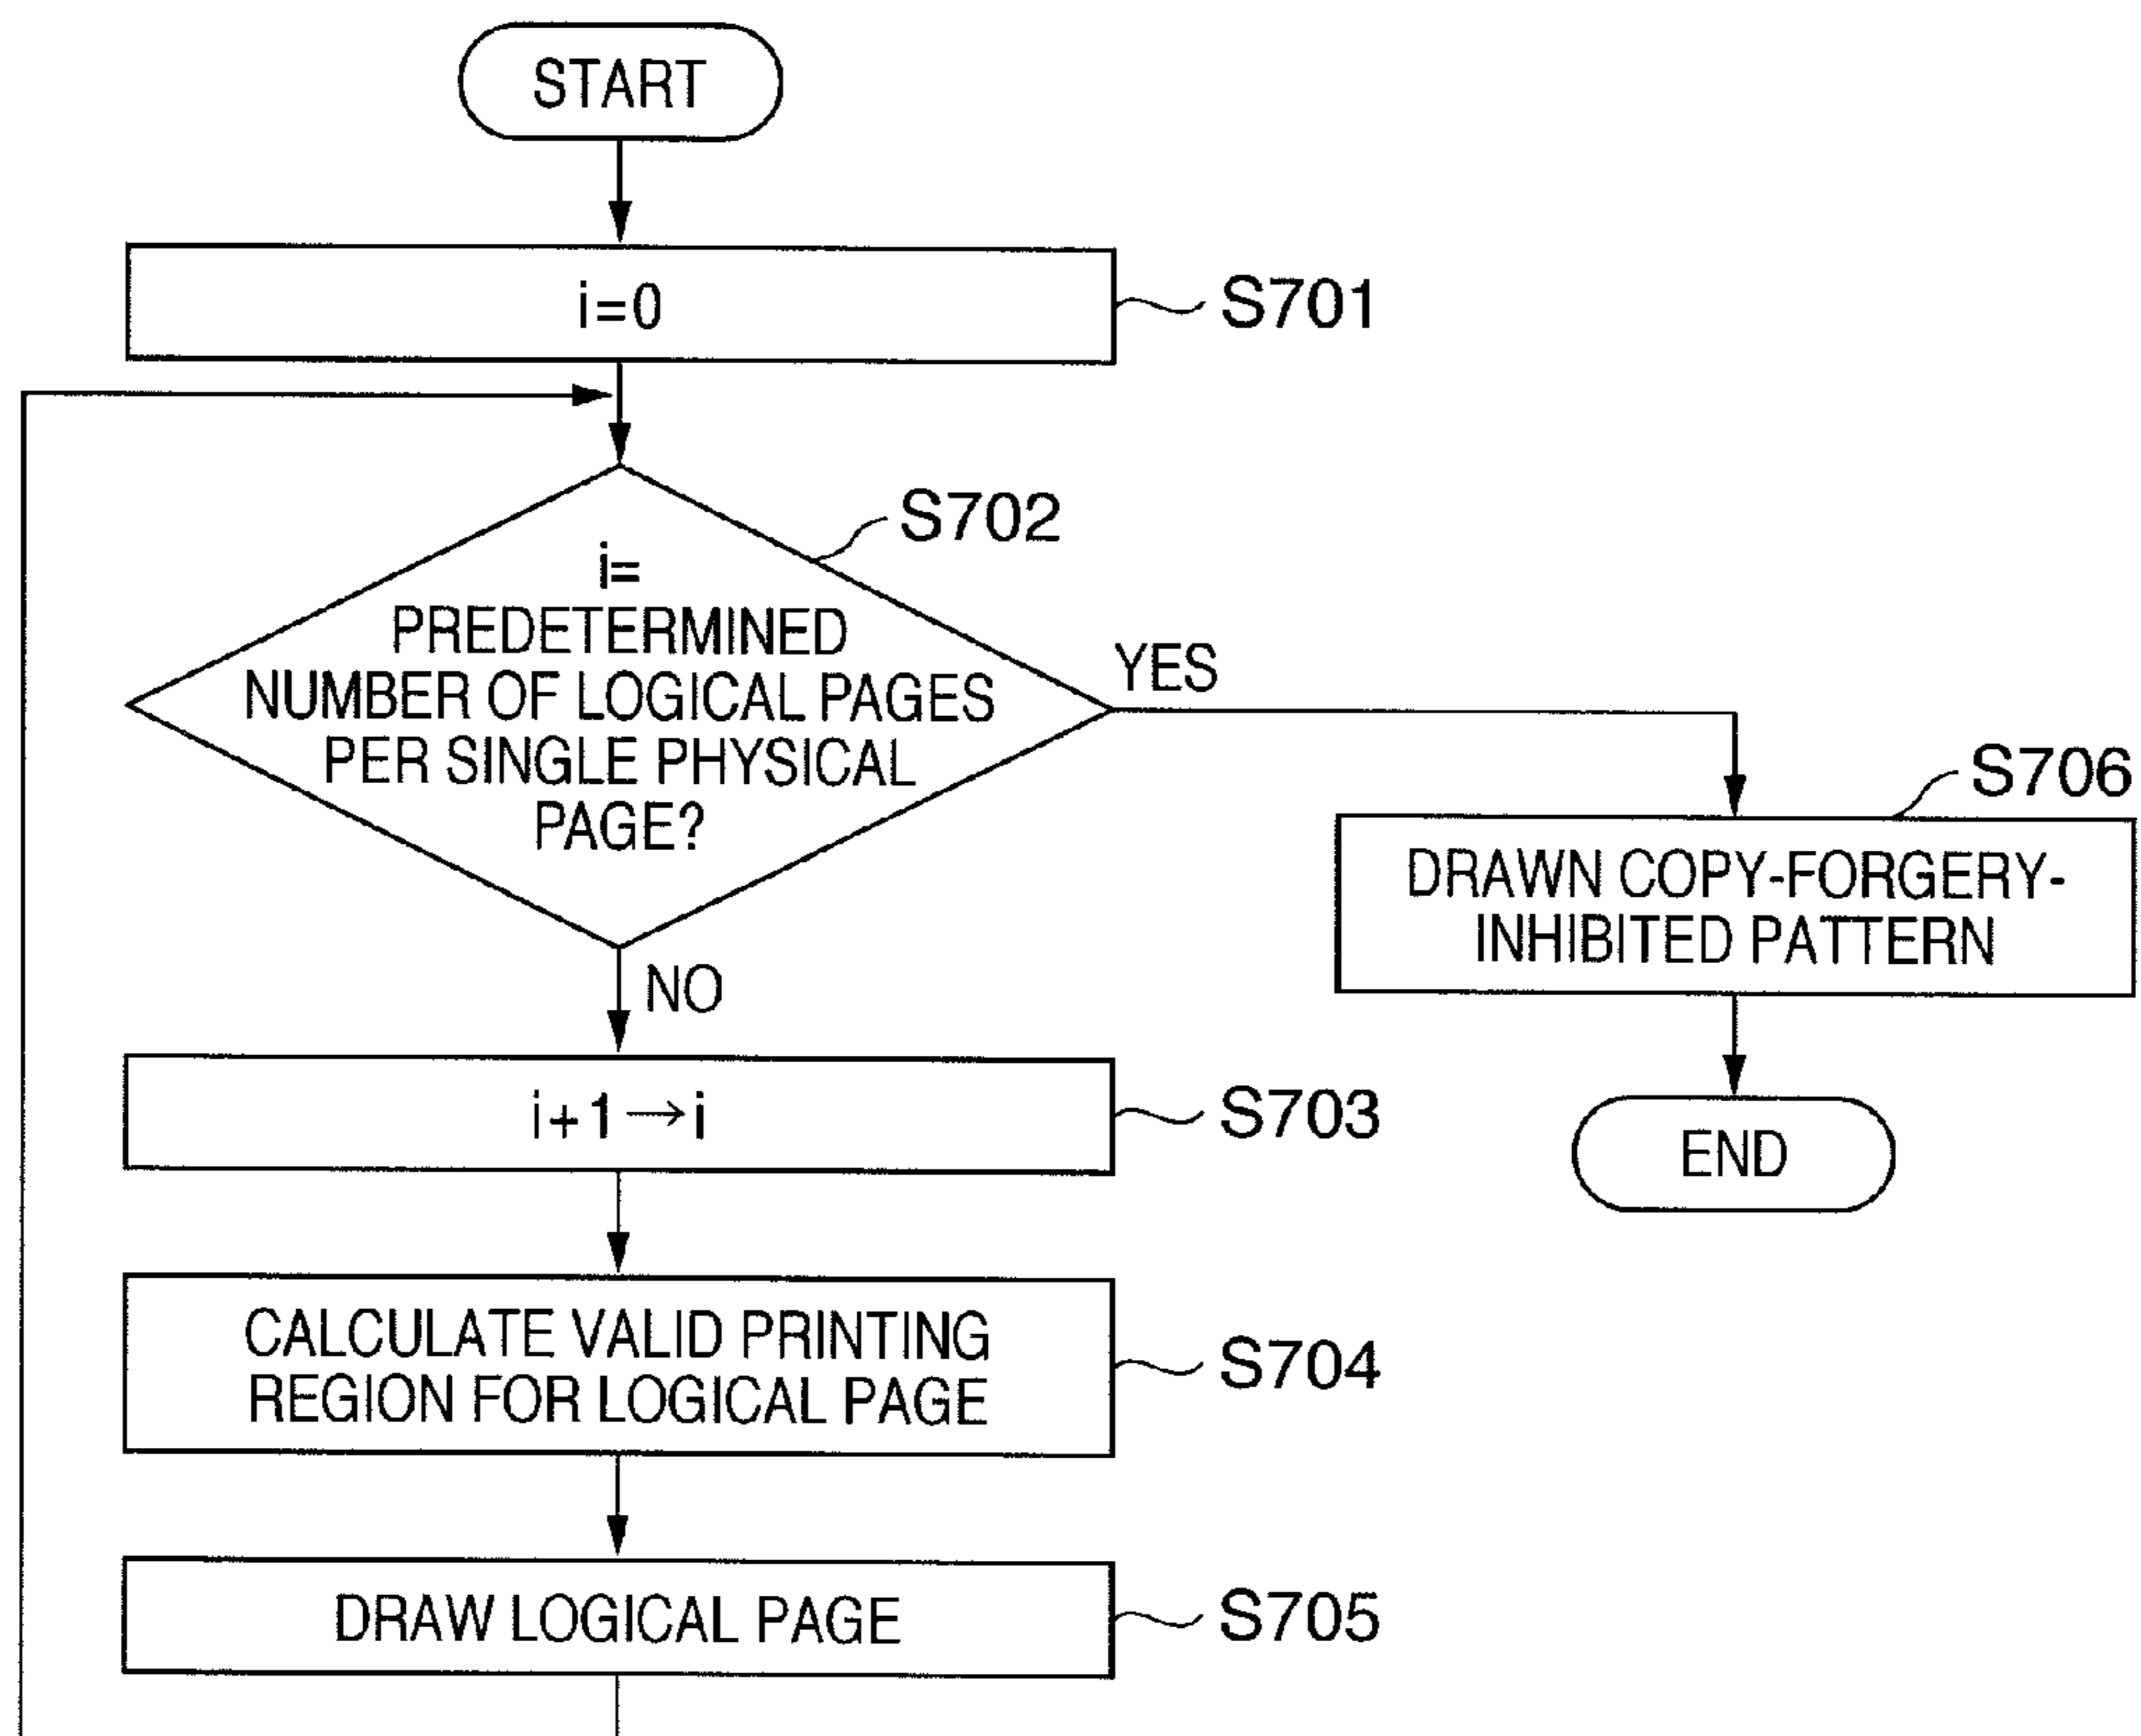 START
i=0
S701
S702
i=
PREDETERMINED
NUMBER OF LOGICAL PAGES
PER SINGLE PHYSICAL
PAGE?
YES
NO
S706
DRAWN COPY-FORGERY-
INHIBITED PATTERN
i+1→i
S703
END
CALCULATE VALID PRINTING
REGION FOR LOGICAL PAGE
S704
DRAW LOGICAL PAGE
S705